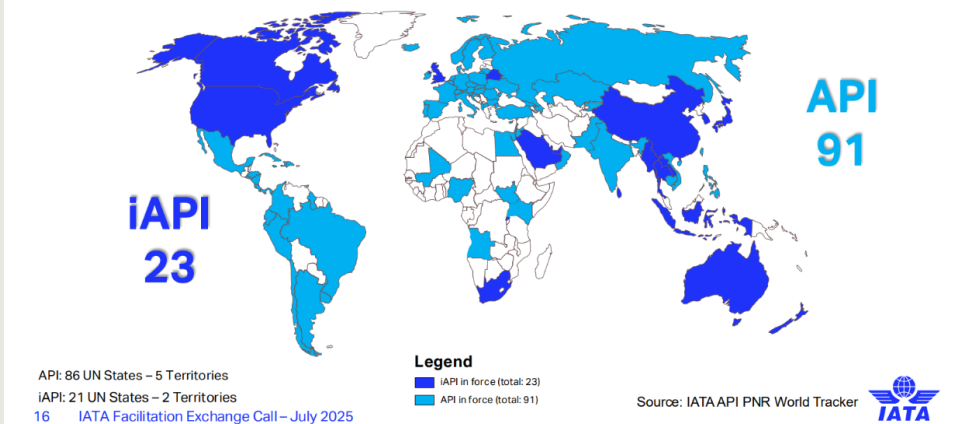 API
91
iAPI
23
API: 86 UN States – 5 Territories
iAPI: 21 UN States – 2 Territories
16 IATA Facilitation Exchange Call – July 2025
Legend
iAPI in force (total: 23)
API in force (total: 91)
Source: IATA API PNR World Tracker
IATA